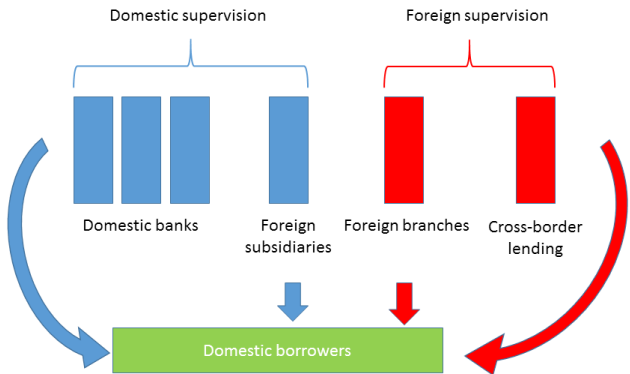 Domestic supervision
Foreign supervision
Domestic banks
Foreign
subsidiaries
Foreign branches
Cross-border
lending
Domestic borrowers